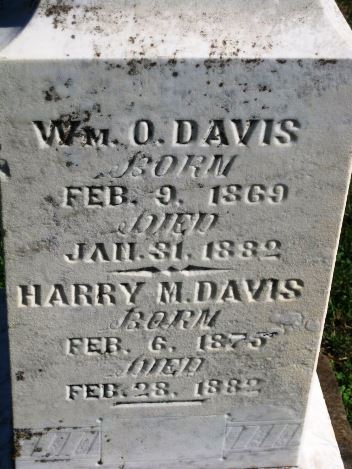 WM. O. DAVIS
BORN
FEB. 9. 1869
DIED
JAN. 31. 1882
HARRY M. DAVIS
BORN
FEB. 6. 1875
DIED
FEB. 28. 1882